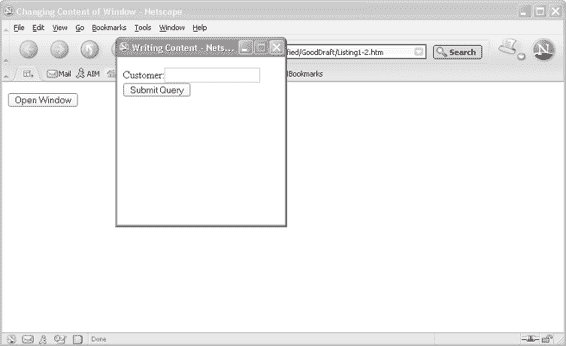 Changing Content of Window - Netscape
File Edit View Go Bookmarks Tools Window Help
Writing Content - Nets...
fied/GoodDraft/Listing1-2.htm
Search
N
Mail AIM
Bookmarks
Open Window
Customer:
Submit Query
Done